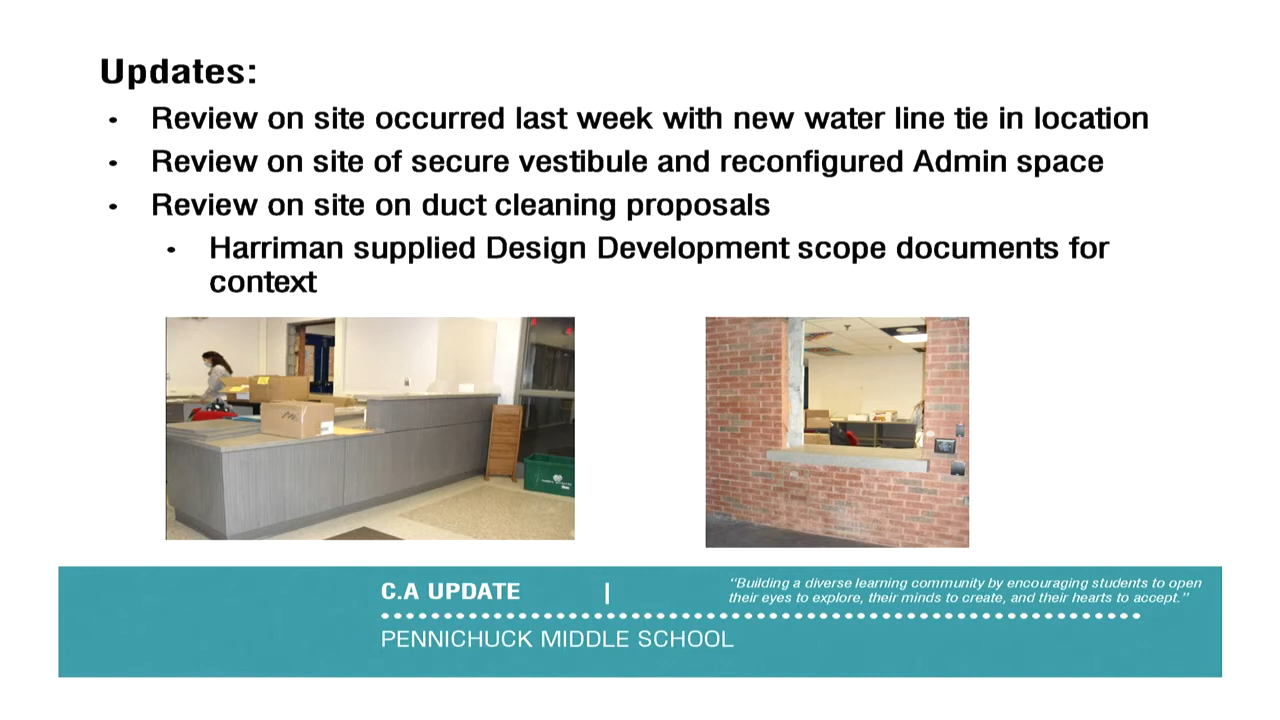 Updates:
• Review on site occurred last week with new water line tie in location
• Review on site of secure vestibule and reconfigured Admin space
• Review on site on duct cleaning proposals
• Harriman supplied Design Development scope documents for
context
C.A UPDATE |
"Building a diverse learning community by encouraging students to open
their eyes to explore, their minds to create, and their hearts to accept."
PENNICHUCK MIDDLE SCHOOL